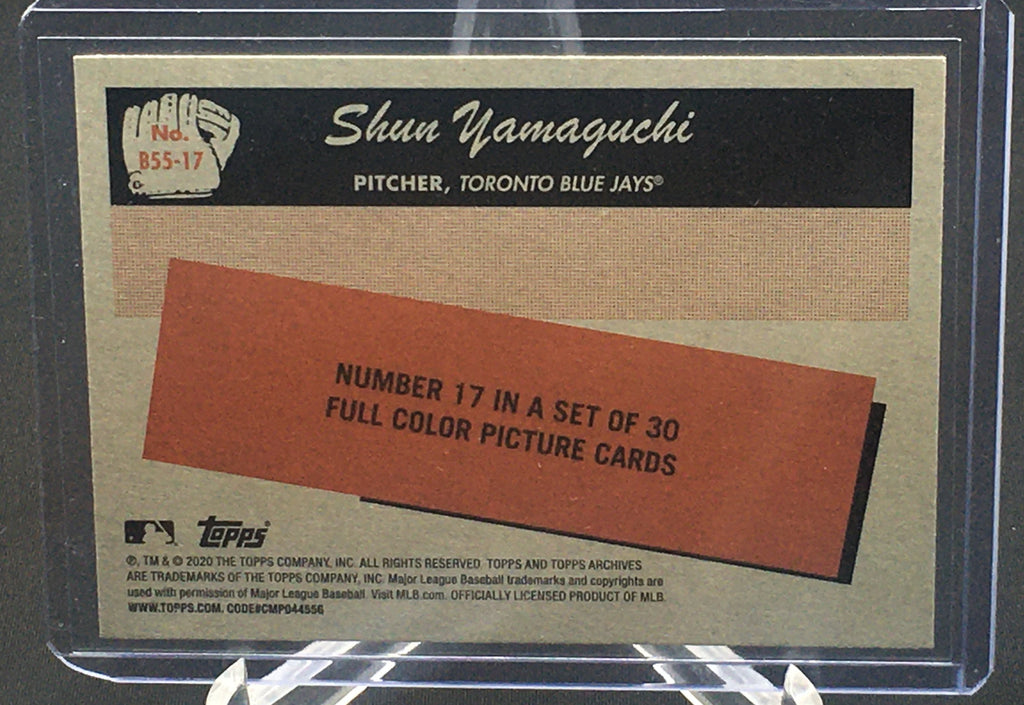 No.
B55-17
Shun Yamaguchi
PITCHER, TORONTO BLUE JAYS®
NUMBER 17 IN A SET OF 30
FULL COLOR PICTURE CARDS
topps®
℗, TM & © 2020 THE TOPPS COMPANY, INC. ALL RIGHTS RESERVED. TOPPS AND TOPPS ARCHIVES
ARE TRADEMARKS OF THE TOPPS COMPANY, INC. Major League Baseball trademarks and copyrights are
used with permission of Major League Baseball. Visit MLB.com. OFFICIALLY LICENSED PRODUCT OF MLB.
WWW.TOPPS.COM. CODE#CMP044556